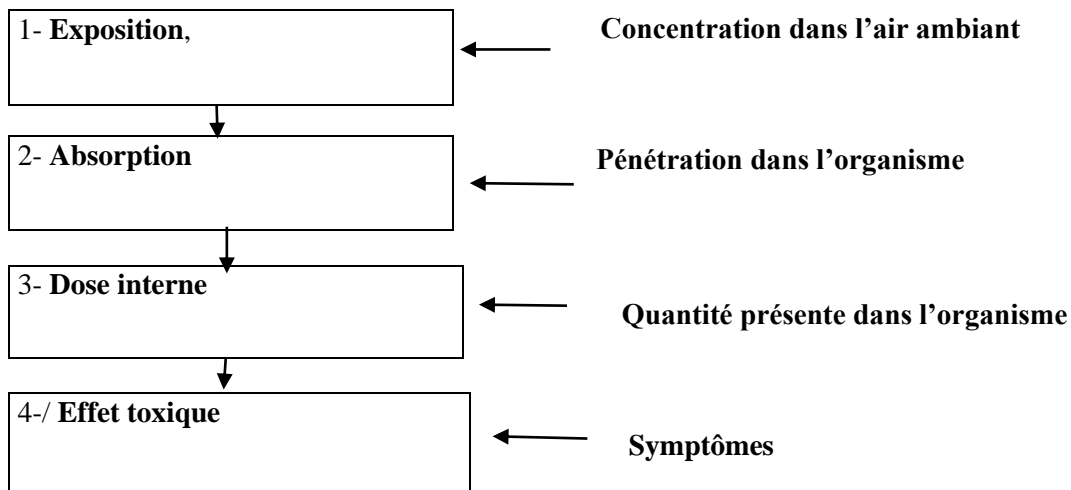 1- Exposition,
Concentration dans l’air ambiant
2- Absorption
Pénétration dans l’organisme
3- Dose interne
Quantité présente dans l’organisme
4-/ Effet toxique
Symptômes